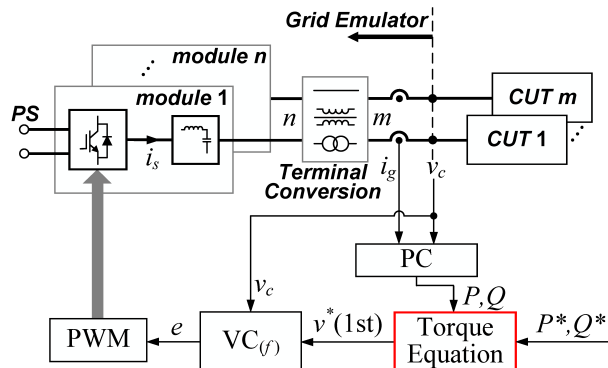 Grid Emulator
module n
module 1
PS
i_s
n
m
Terminal
Conversion
CUT m
CUT 1
i_g
v_c
v_c
PC
P,Q
PWM
e
VC_(f)
v*(1st)
Torque
Equation
P*,Q*